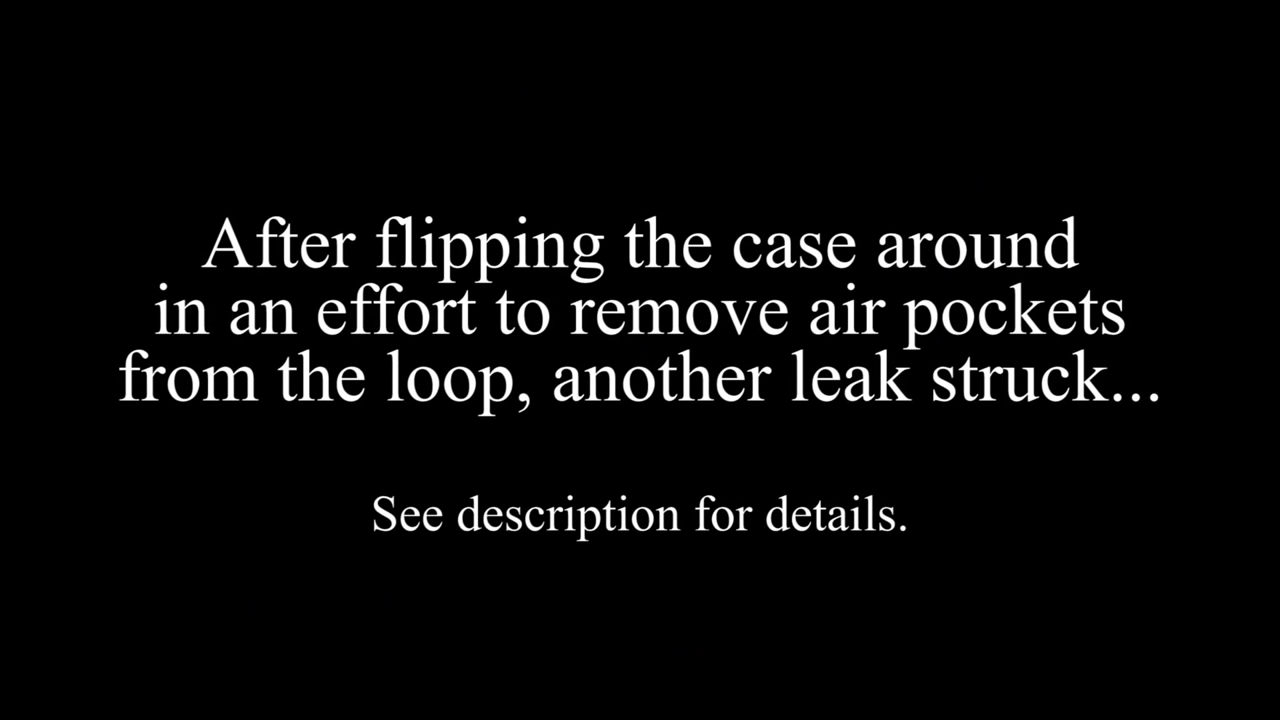 After flipping the case around
in an effort to remove air pockets
from the loop, another leak struck...
See description for details.